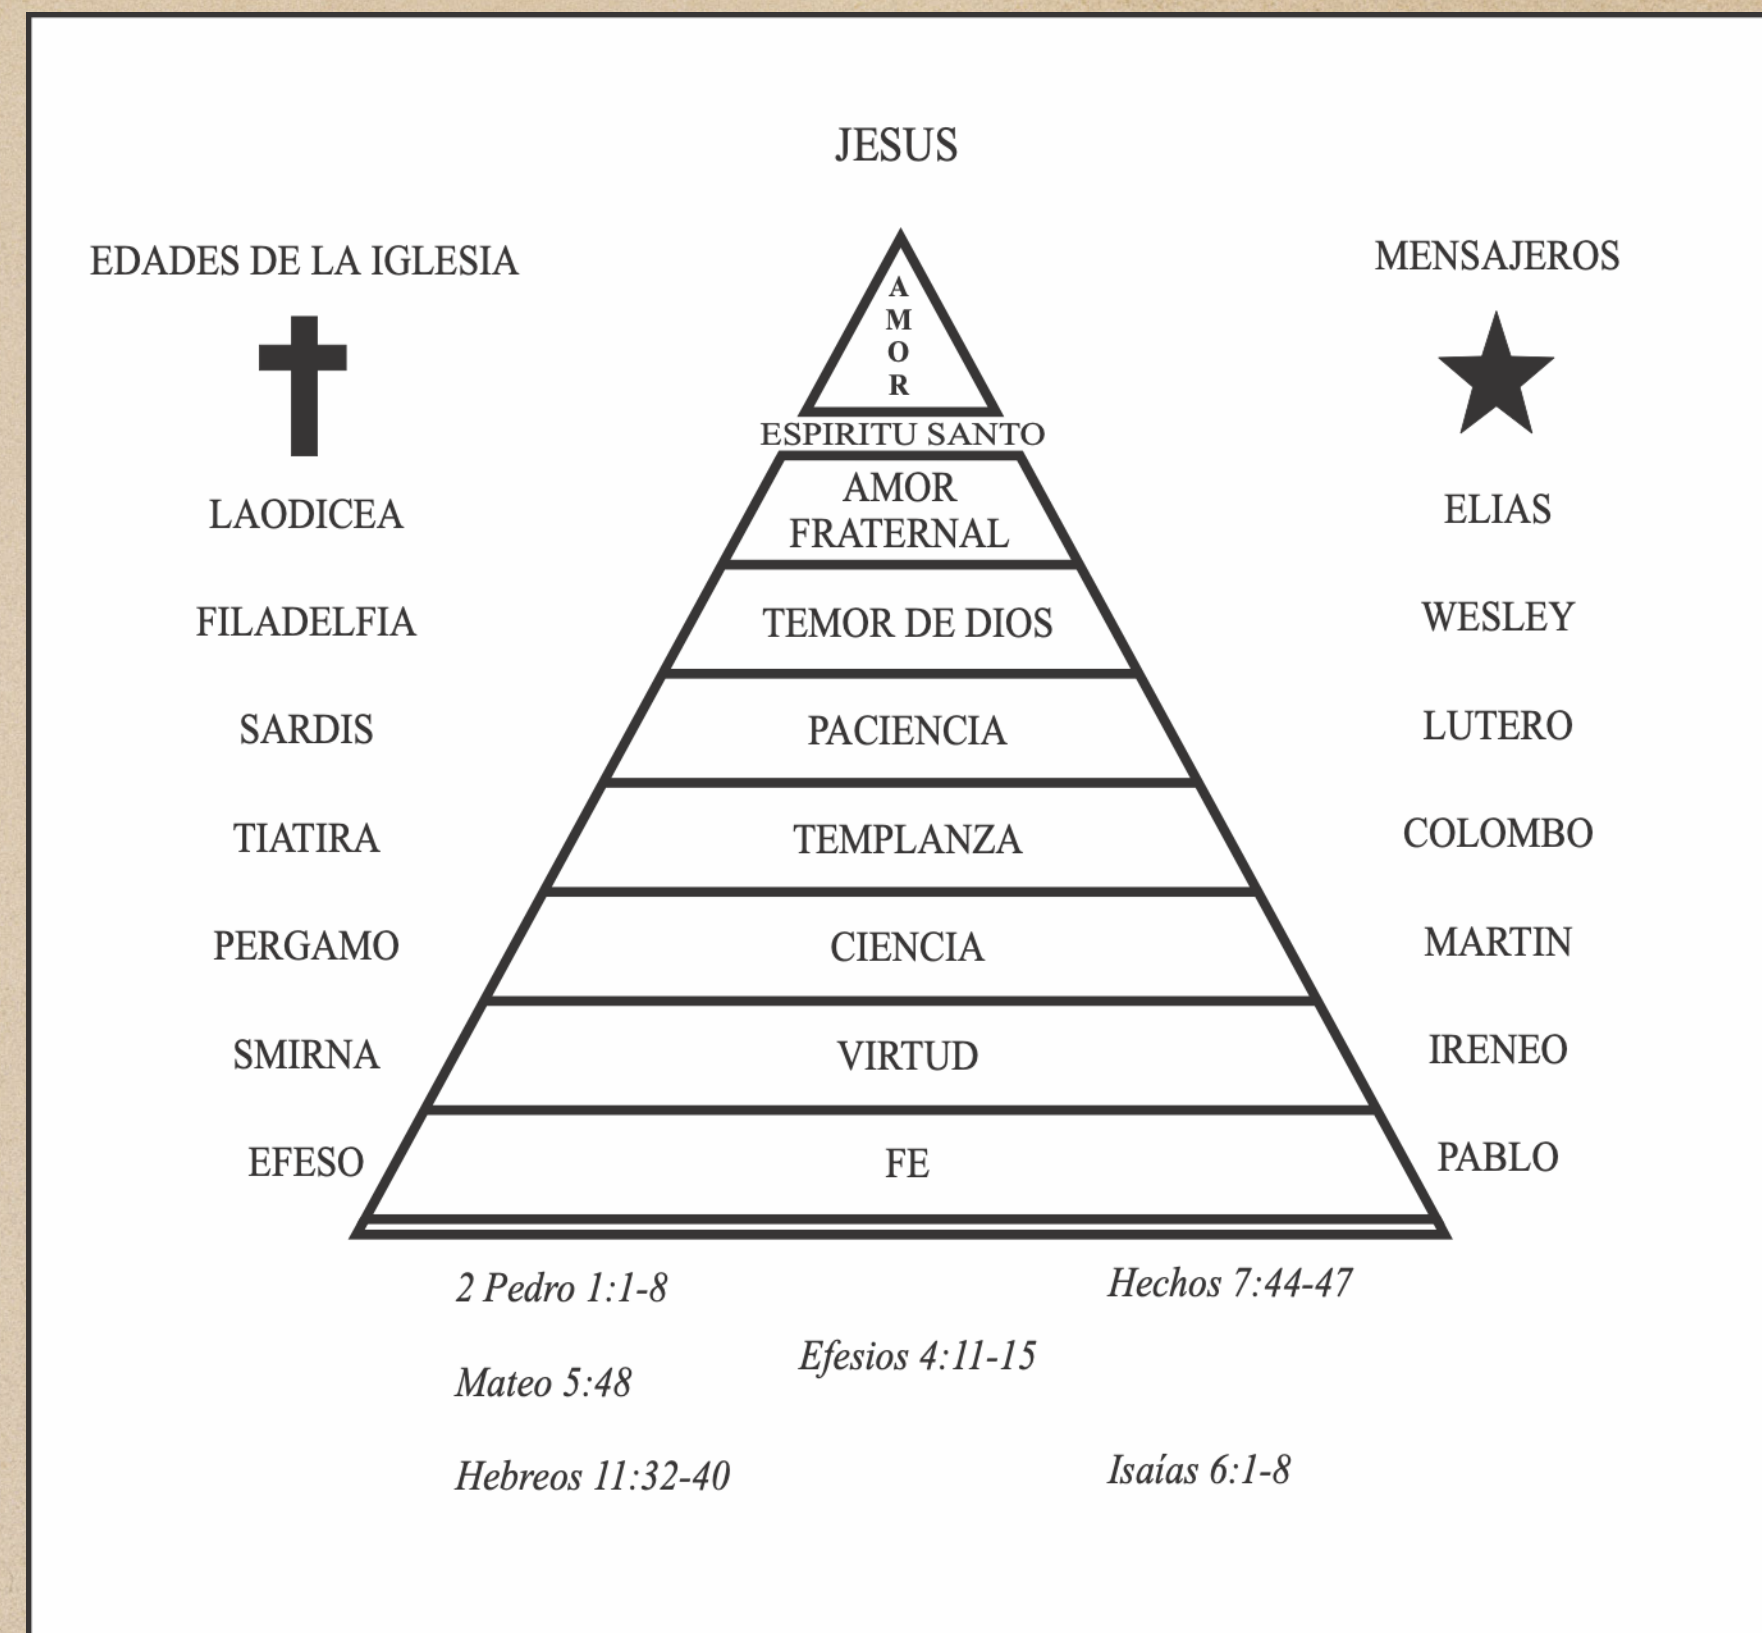 JESUS
EDADES DE LA IGLESIA
MENSAJEROS
AMOR
ESPIRITU SANTO
LAODICEA
AMOR
FRATERNAL
ELIAS
FILADELFIA
TEMOR DE DIOS
WESLEY
SARDIS
PACIENCIA
LUTERO
TIATIRA
TEMPLANZA
COLOMBO
PERGAMO
CIENCIA
MARTIN
SMIRNA
VIRTUD
IRENEO
EFESO
FE
PABLO
2 Pedro 1:1-8
Hechos 7:44-47
Efesios 4:11-15
Mateo 5:48
Hebreos 11:32-40
Isaías 6:1-8